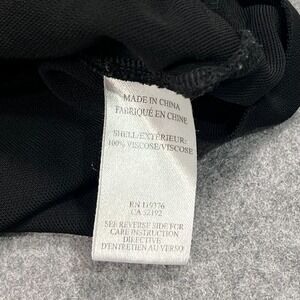 MADE IN CHINA
FABRIQUÉ EN CHINE
SHELL/EXTÉRIEUR:
100% VISCOSE/VISCOSE
RN 119376
CA 52192
SEE REVERSE SIDE FOR
CARE INSTRUCTION
DIRECTIVE
D'ENTRETIEN AU VERSO